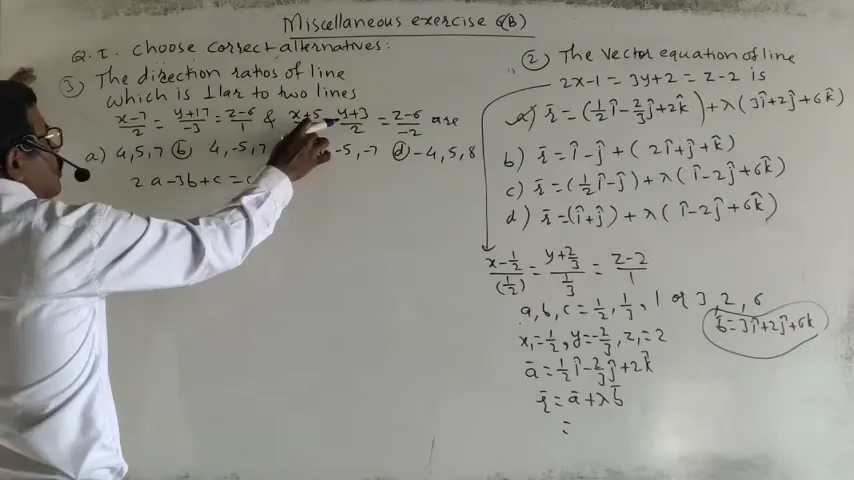 Miscellaneous exercise 6(B)
Q. I. Choose correct alternatives:
③ The direction ratios of line
which is ⊥lar to two lines
x-7/2 = y+17/-3 = z-6/1 & x+5 = y+3/2 = z-6/-2 are
a) 4,5,7 ⓑ 4,-5,7 -5,-7 ⓓ -4,5,8
2a-3b+c=
② The vector equation of line
2x-1 = 3y+2 = z-2 is
a) r̄ = (1/2 î - 2/3 ĵ + 2k̂) + λ(3î+2ĵ+6k̂)
b) r̄ = î - ĵ + (2î+ĵ+k̂)
c) r̄ = (1/2 î - ĵ) + λ(î-2ĵ+6k̂)
d) r̄ = (î+ĵ) + λ(î-2ĵ+6k̂)
x-1/2/(1/2) = y+2/3/1/3 = z-2/1
a,b,c = 1/2, 1/3, 1 or 3,2,6
b̄=3î+2ĵ+6k
x₁=1/2, y=-2/3, z₁=2
ā = 1/2 î - 2/3 ĵ + 2k̂
r̄ = ā + λb̄
=